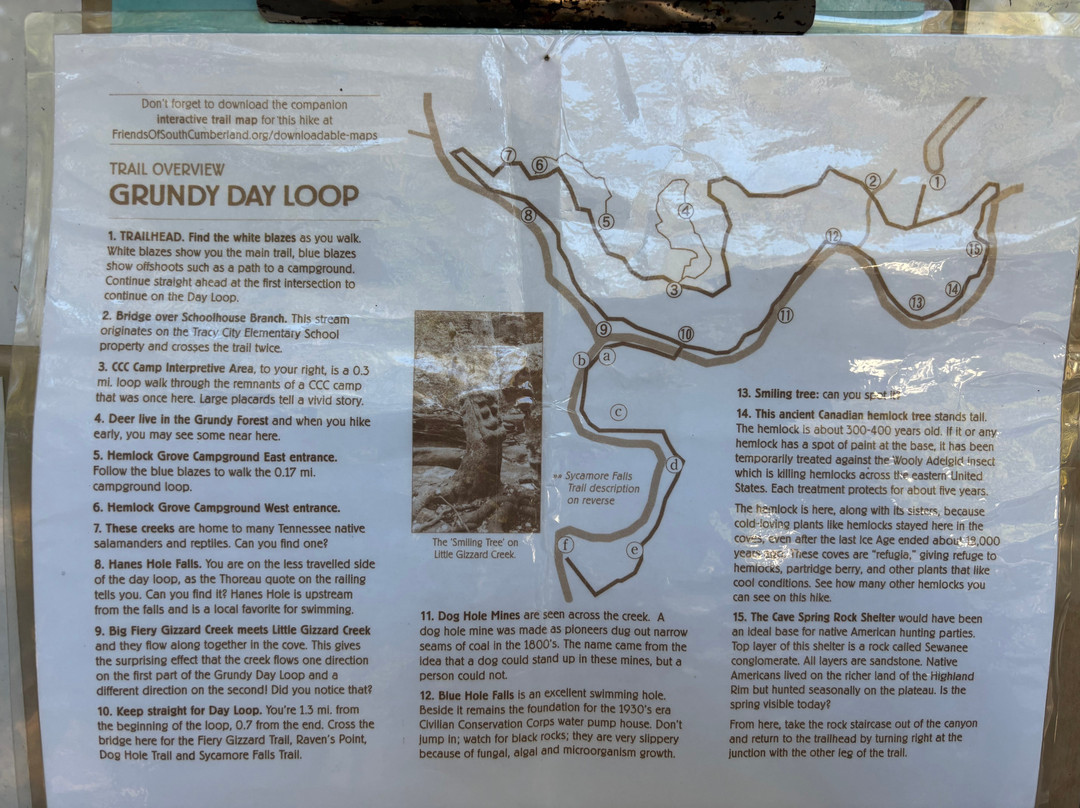 Don't forget to download the companion
interactive trail map for this hike at
FriendsOfSouthCumberland.org/downloadable-maps
TRAIL OVERVIEW
GRUNDY DAY LOOP
1. TRAILHEAD. Find the white blazes as you walk.
White blazes show you the main trail, blue blazes
show offshoots such as a path to a campground.
Continue straight ahead at the first intersection to
continue on the Day Loop.
2. Bridge over Schoolhouse Branch. This stream
originates on the Tracy City Elementary School
property and crosses the trail twice.
3. CCC Camp Interpretive Area, to your right, is a 0.3
mi. loop walk through the remnants of a CCC camp
that was once here. Large placards tell a vivid story.
4. Deer live in the Grundy Forest and when you hike
early, you may see some near here.
5. Hemlock Grove Campground East entrance.
Follow the blue blazes to walk the 0.17 mi.
campground loop.
6. Hemlock Grove Campground West entrance.
7. These creeks are home to many Tennessee native
salamanders and reptiles. Can you find one?
8. Hanes Hole Falls. You are on the less travelled side
of the day loop, as the Thoreau quote on the railing
tells you. Can you find it? Hanes Hole is upstream
from the falls and is a local favorite for swimming.
9. Big Fiery Gizzard Creek meets Little Gizzard Creek
and they flow along together in the cove. This gives
the surprising effect that the creek flows one direction
on the first part of the Grundy Day Loop and a
different direction on the second! Did you notice that?
10. Keep straight for Day Loop. You're 1.3 mi. from
the beginning of the loop, 0.7 from the end. Cross the
bridge here for the Fiery Gizzard Trail, Raven's Point,
Dog Hole Trail and Sycamore Falls Trail.
1
2
3
4
5
6
7
8
9
10
11
12
13
14
15
a
b
c
d
e
f
Sycamore Falls
Trail description
on reverse
The 'Smiling Tree' on
Little Gizzard Creek.
11. Dog Hole Mines are seen across the creek. A
dog hole mine was made as pioneers dug out narrow
seams of coal in the 1800's. The name came from the
idea that a dog could stand up in these mines, but a
person could not.
12. Blue Hole Falls is an excellent swimming hole.
Beside it remains the foundation for the 1930's era
Civilian Conservation Corps water pump house. Don't
jump in; watch for black rocks; they are very slippery
because of fungal, algal and microorganism growth.
13. Smiling tree: can you spot it?
14. This ancient Canadian hemlock tree stands tall.
The hemlock is about 300-400 years old. If it or any
hemlock has a spot of paint at the base, it has been
temporarily treated against the Wooly Adelgid insect
which is killing hemlocks across the eastern United
States. Each treatment protects for about five years.
The hemlock is here, along with its sisters, because
cold-loving plants like hemlocks stayed here in the
coves, even after the last Ice Age ended about 12,000
years ago. These coves are "refugia," giving refuge to
hemlocks, partridge berry, and other plants that like
cool conditions. See how many other hemlocks you
can see on this hike.
15. The Cave Spring Rock Shelter would have been
an ideal base for native American hunting parties.
Top layer of this shelter is a rock called Sewanee
conglomerate. All layers are sandstone. Native
Americans lived on the richer land of the Highland
Rim but hunted seasonally on the plateau. Is the
spring visible today?
From here, take the rock staircase out of the canyon
and return to the trailhead by turning right at the
junction with the other leg of the trail.